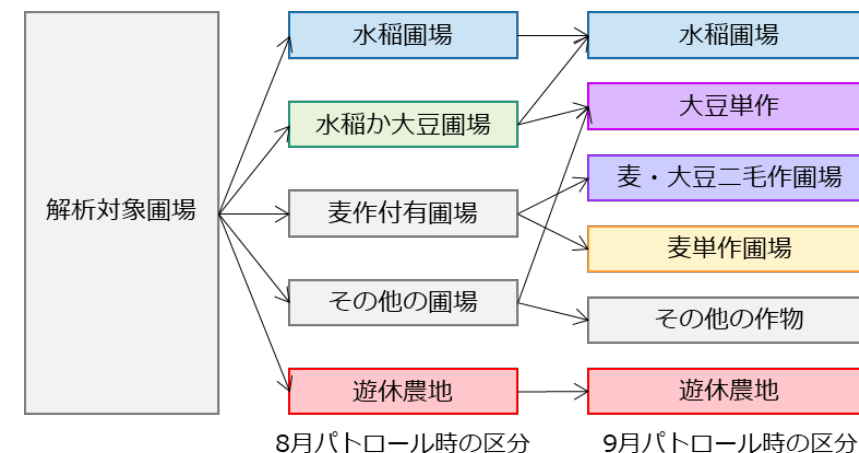 解析対象圃場
水稲圃場
水稲か大豆圃場
麦作付有圃場
その他の圃場
遊休農地
8月パトロール時の区分
水稲圃場
大豆単作
麦・大豆二毛作圃場
麦単作圃場
その他の作物
遊休農地
9月パトロール時の区分